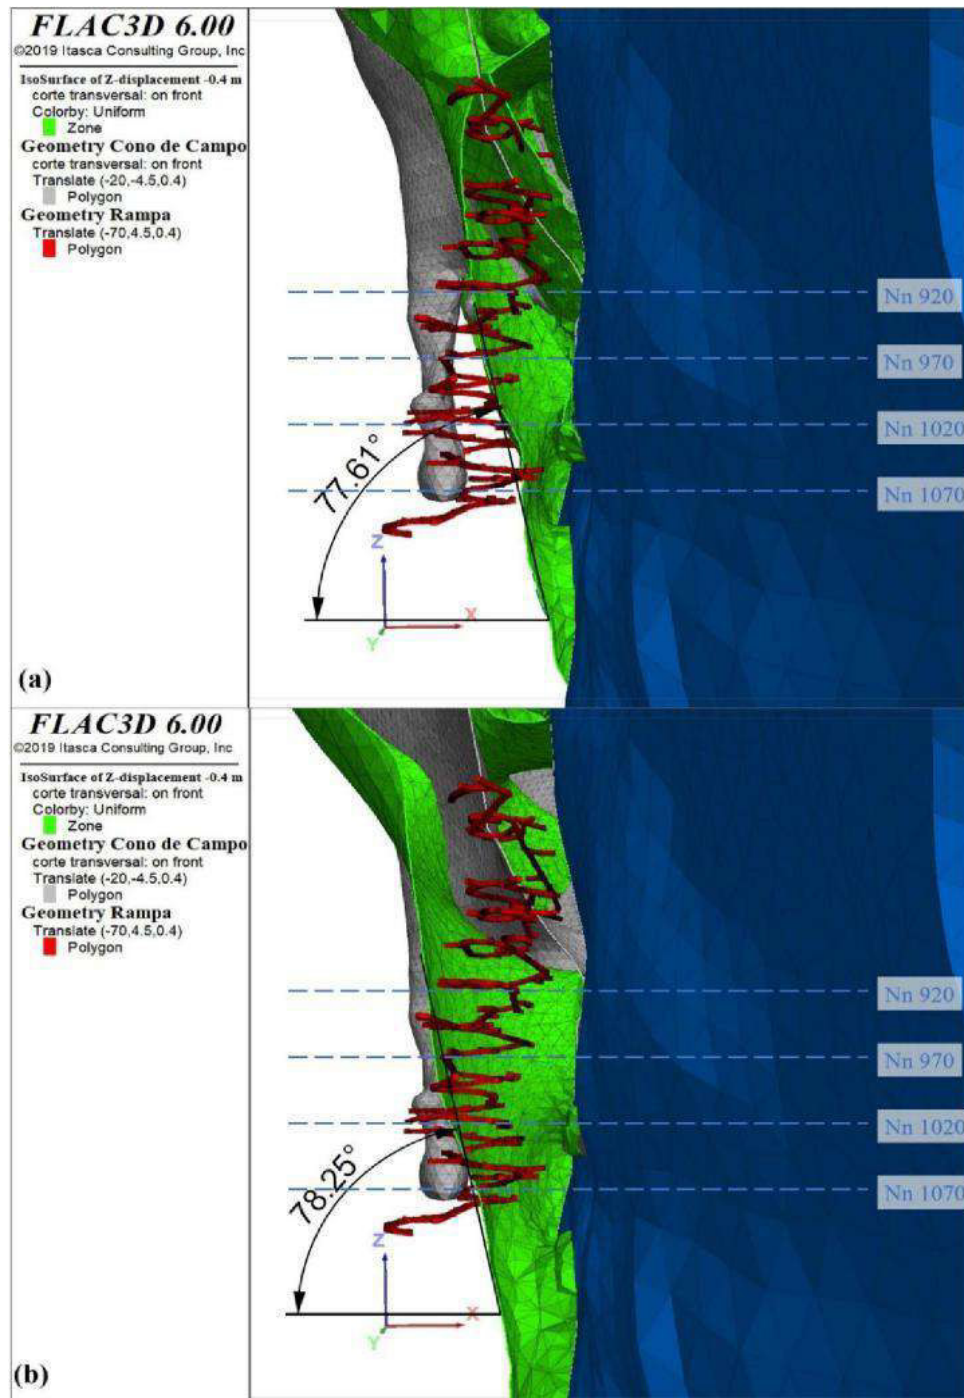 FLAC3D 6.00
©2019 Itasca Consulting Group, Inc
IsoSurface of Z-displacement -0.4 m
corte transversal: on front
Colorby: Uniform
Zone
Geometry Cono de Campo
corte transversal: on front
Translate (-20,-4.5,0.4)
Polygon
Geometry Rampa
Translate (-70,4.5,0.4)
Polygon
Nn 920
Nn 970
Nn 1020
Nn 1070
77.61°
Z
X
Y
(a)
FLAC3D 6.00
©2019 Itasca Consulting Group, Inc
IsoSurface of Z-displacement -0.4 m
corte transversal: on front
Colorby: Uniform
Zone
Geometry Cono de Campo
corte transversal: on front
Translate (-20,-4.5,0.4)
Polygon
Geometry Rampa
Translate (-70,4.5,0.4)
Polygon
Nn 920
Nn 970
Nn 1020
Nn 1070
78.25°
Z
X
Y
(b)